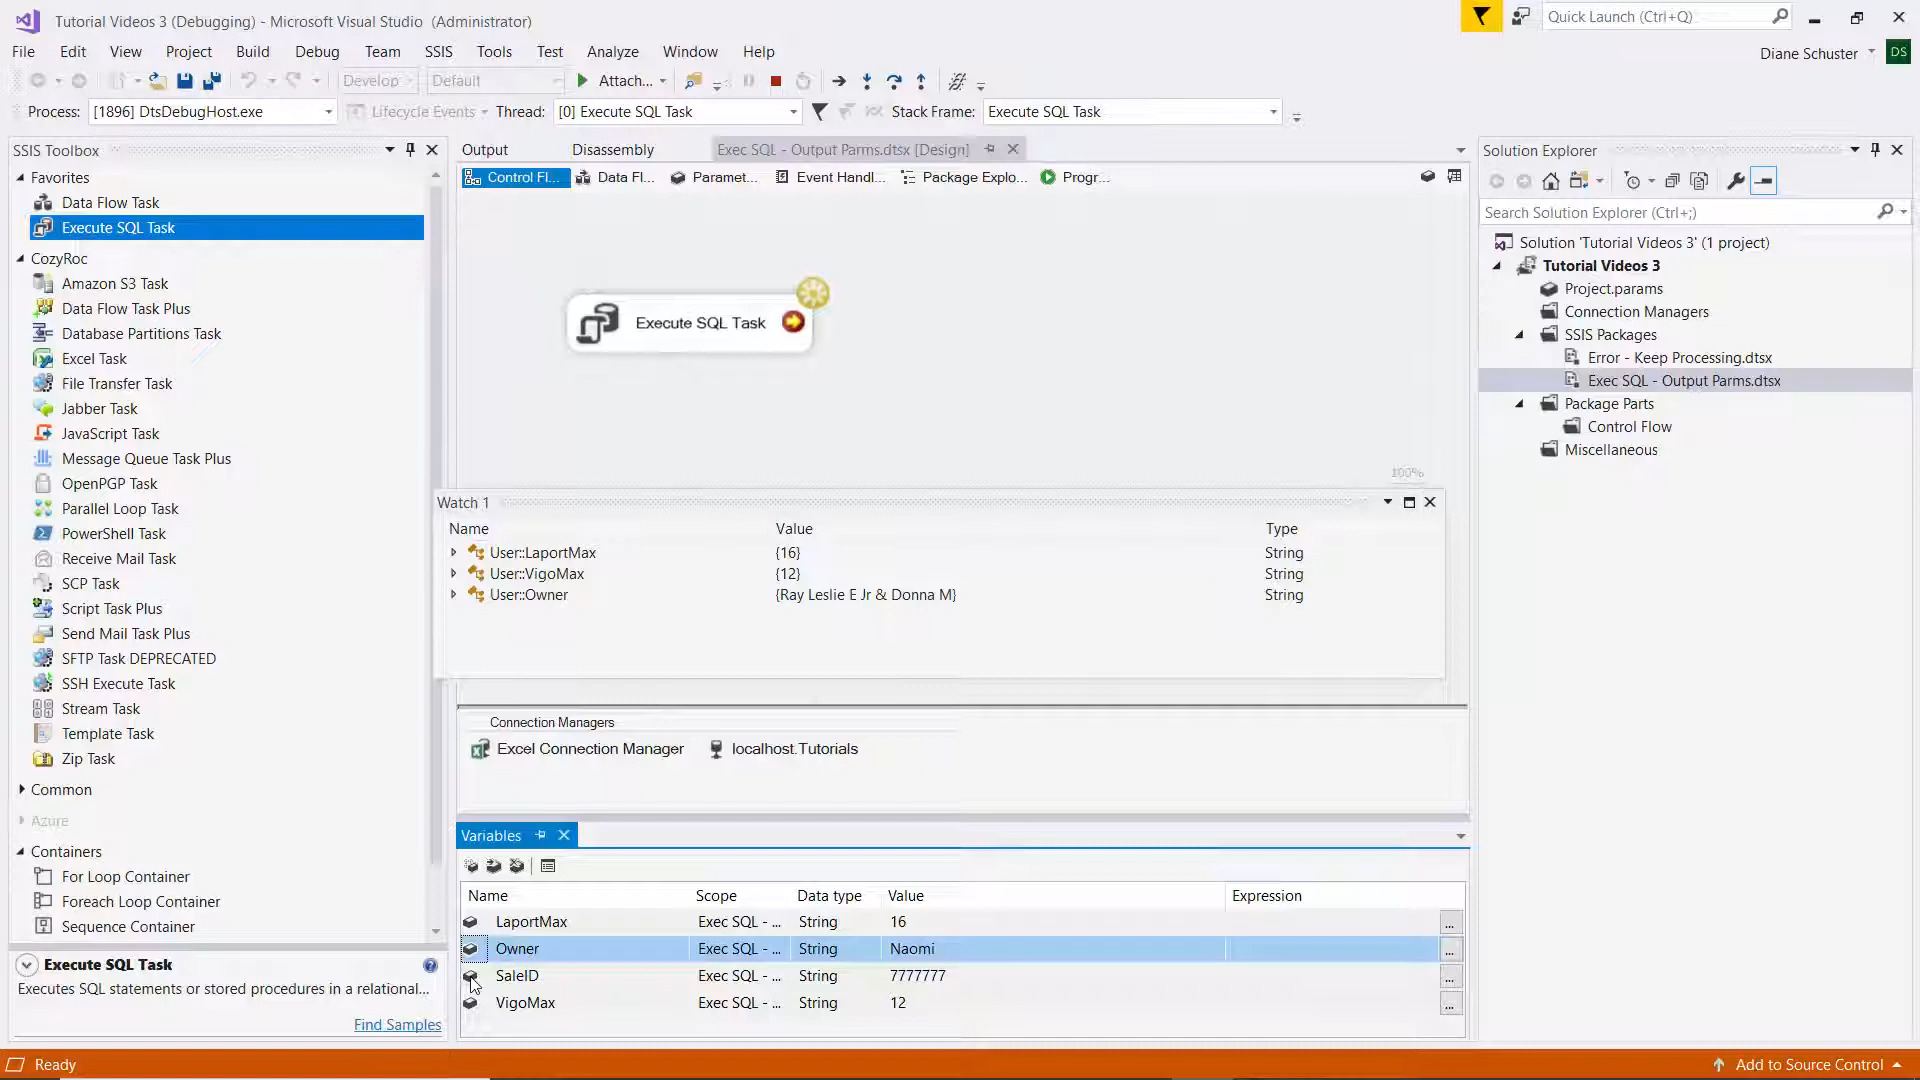 Tutorial Videos 3 (Debugging) - Microsoft Visual Studio (Administrator)
Quick Launch (Ctrl+Q)
File Edit View Project Build Debug Team SSIS Tools Test Analyze Window Help
Diane Schuster DS
Develop Default Attach...
Process: [1896] DtsDebugHost.exe Lifecycle Events Thread: [0] Execute SQL Task Stack Frame: Execute SQL Task
SSIS Toolbox
Favorites
Data Flow Task
Execute SQL Task
CozyRoc
Amazon S3 Task
Data Flow Task Plus
Database Partitions Task
Excel Task
File Transfer Task
Jabber Task
JavaScript Task
Message Queue Task Plus
OpenPGP Task
Parallel Loop Task
PowerShell Task
Receive Mail Task
SCP Task
Script Task Plus
Send Mail Task Plus
SFTP Task DEPRECATED
SSH Execute Task
Stream Task
Template Task
Zip Task
Common
Azure
Containers
For Loop Container
Foreach Loop Container
Sequence Container
Execute SQL Task
Executes SQL statements or stored procedures in a relational...
Find Samples
Output Disassembly Exec SQL - Output Parms.dtsx [Design]
Control Fl... Data Fl... Paramet... Event Handl... Package Explo... Progr...
Execute SQL Task
100%
Watch 1
Name Value Type
User::LaportMax {16} String
User::VigoMax {12} String
User::Owner {Ray Leslie E Jr & Donna M} String
Connection Managers
Excel Connection Manager localhost.Tutorials
Variables
Name Scope Data type Value Expression
LaportMax Exec SQL - ... String 16 ...
Owner Exec SQL - ... String Naomi ...
SaleID Exec SQL - ... String 7777777 ...
VigoMax Exec SQL - ... String 12 ...
Solution Explorer
Search Solution Explorer (Ctrl+;)
Solution 'Tutorial Videos 3' (1 project)
Tutorial Videos 3
Project.params
Connection Managers
SSIS Packages
Error - Keep Processing.dtsx
Exec SQL - Output Parms.dtsx
Package Parts
Control Flow
Miscellaneous
Ready
Add to Source Control